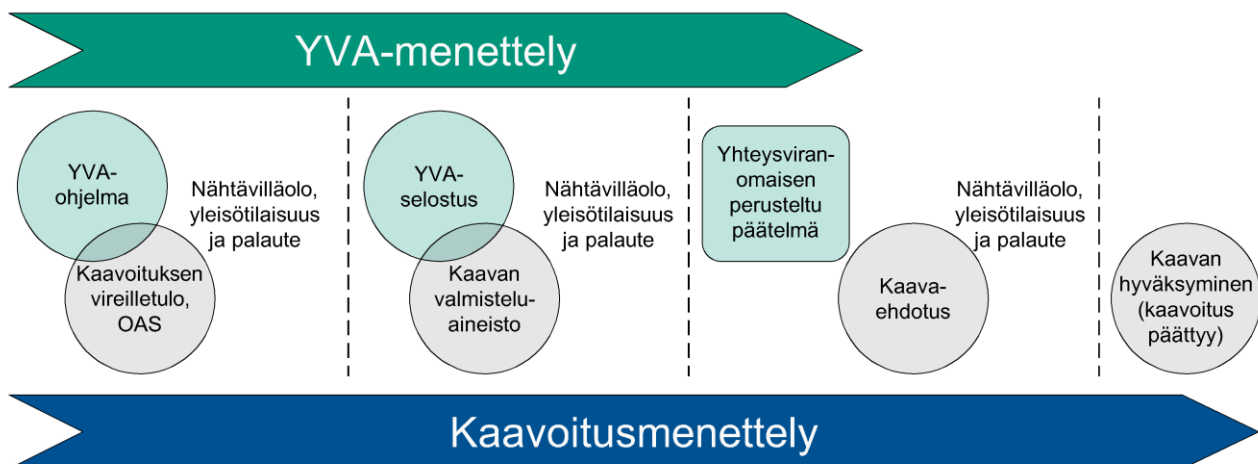 YVA-menettely
YVA-
ohjelma
Kaavoituksen
vireilletulo,
OAS
Nähtävilläolo,
yleisötilaisuus
ja palaute
YVA-
selostus
Kaavan
valmistelu-
aineisto
Nähtävilläolo,
yleisötilaisuus
ja palaute
Yhteysviran-
omaisen
perusteltu
päätelmä
Kaava-
ehdotus
Nähtävilläolo,
yleisötilaisuus
ja palaute
Kaavan
hyväksyminen
(kaavoitus
päättyy)
Kaavoitusmenettely